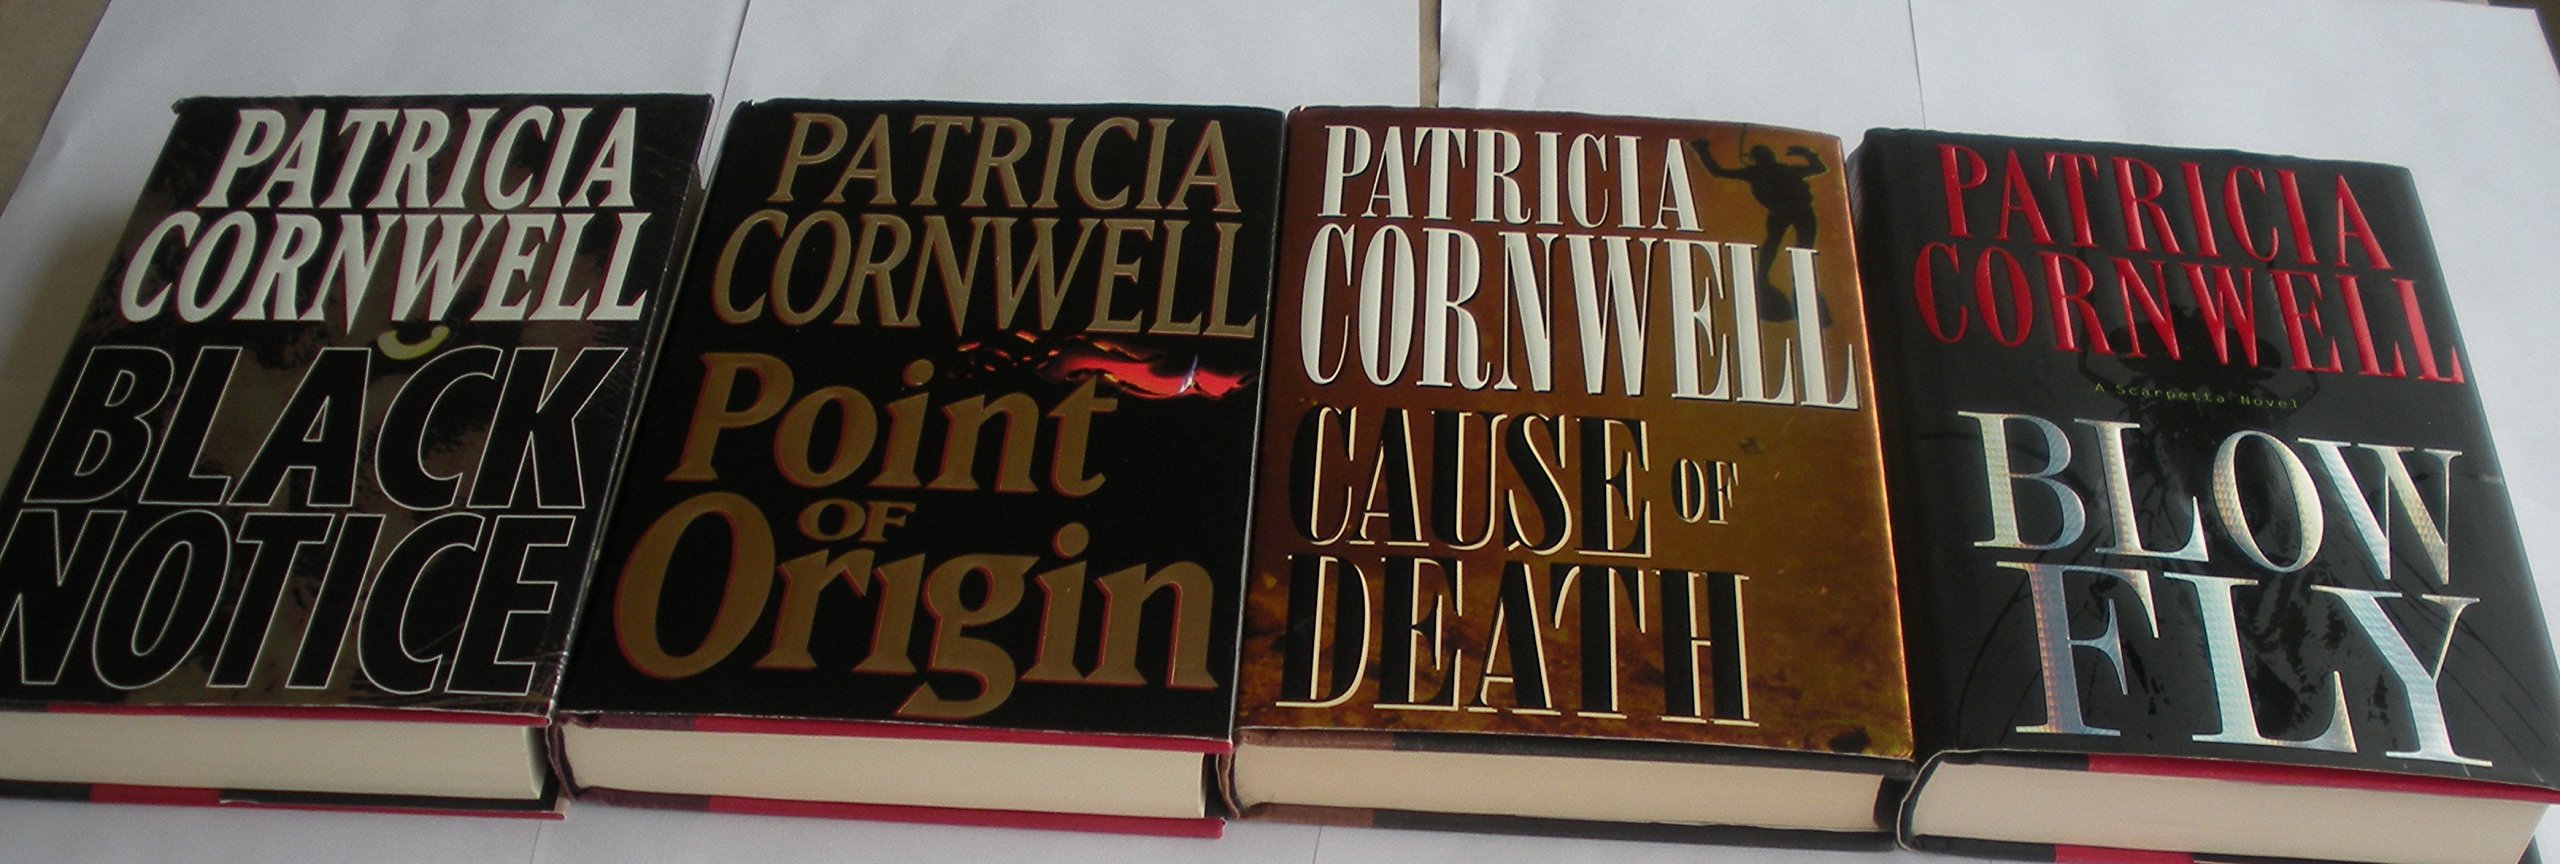 PATRICIA
CORNWELL
BLACK
NOTICE
PATRICIA
CORNWELL
Point
OF
Origin
PATRICIA
CORNWELL
CAUSE OF
DEATH
PATRICIA
CORNWELL
A Scarpetta Novel
BLOW
FLY